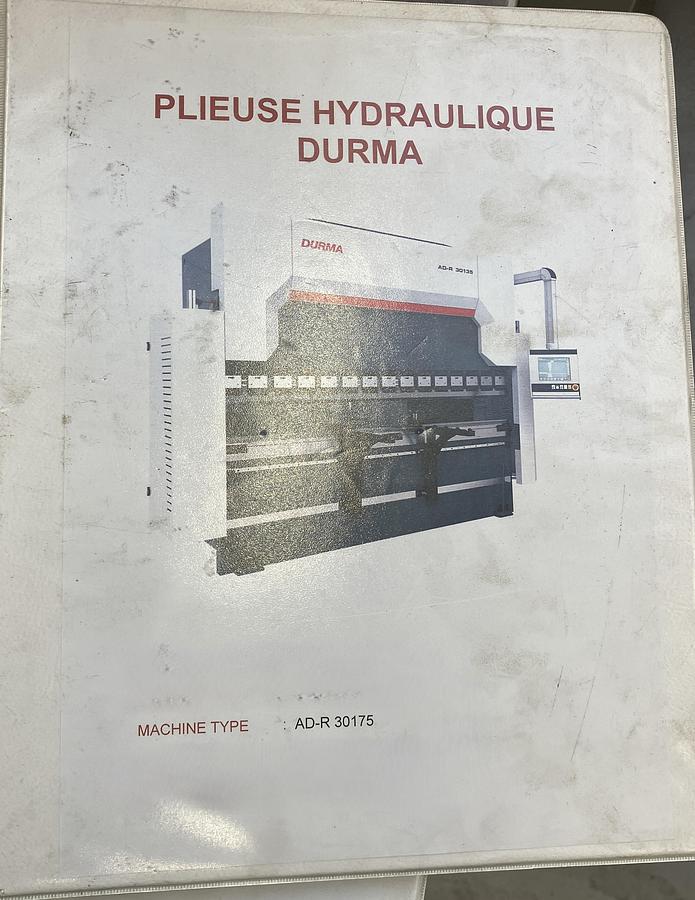 PLIEUSE HYDRAULIQUE
DURMA
DURMA
AD-R 30135
MACHINE TYPE : AD-R 30175